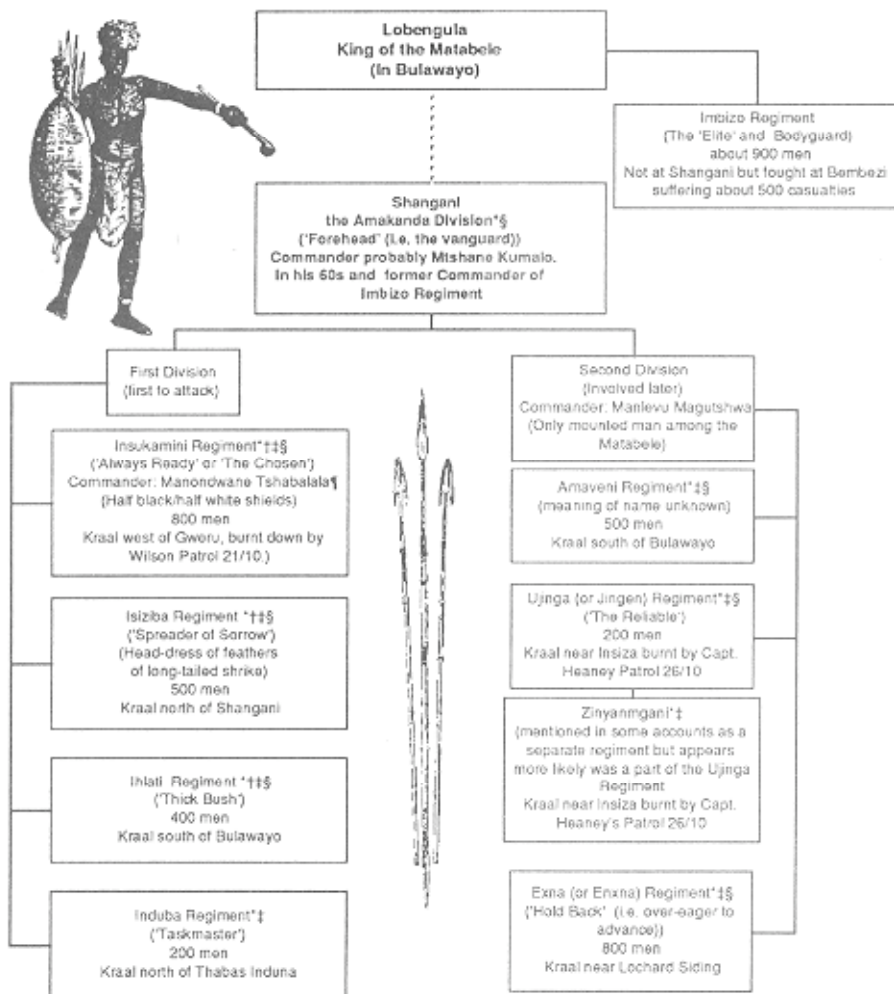 Lobengula
King of the Matabele
(In Bulawayo)
Imbizo Regiment
(The 'Elite' and Bodyguard)
about 900 men
Not at Shangani but fought at Bembezi
suffering about 500 casualties
Shangani
the Amakanda Division*§
('Forehead' (i.e. the vanguard))
Commander probably Mtshane Kumalo.
In his 60s and former Commander of
Imbizo Regiment
First Division
(first to attack)
Insukamini Regiment*†‡§
('Always Ready' or 'The Chosen')
Commander: Manondwane Tshabalala¶
(Half black/half white shields)
800 men
Kraal west of Gweru, burnt down by
Wilson Patrol 21/10.)
Isiziba Regiment *†‡§
('Spreader of Sorrow')
(Head-dress of feathers
of long-tailed shrike)
500 men
Kraal north of Shangani
Ihlati Regiment *†‡§
('Thick Bush')
400 men
Kraal south of Bulawayo
Induba Regiment*‡
('Taskmaster')
200 men
Kraal north of Thabas Induna
Second Division
(Involved later)
Commander: Manlevu Magutshwa
(Only mounted man among the
Matabele)
Amaveni Regiment*‡§
(meaning of name unknown)
500 men
Kraal south of Bulawayo
Ujinga (or Jingen) Regiment*‡§
('The Reliable')
200 men
Kraal near Insiza burnt by Capt.
Heaney Patrol 26/10
Zinyanmgani*‡
(mentioned in some accounts as a
separate regiment but appears
more likely was a part of the Ujinga
Regiment
Kraal near Insiza burnt by Capt.
Heaney's Patrol 26/10
Exna (or Enxna) Regiment*‡§
('Hold Back' (i.e. over-eager to
advance))
800 men
Kraal near Lochard Siding